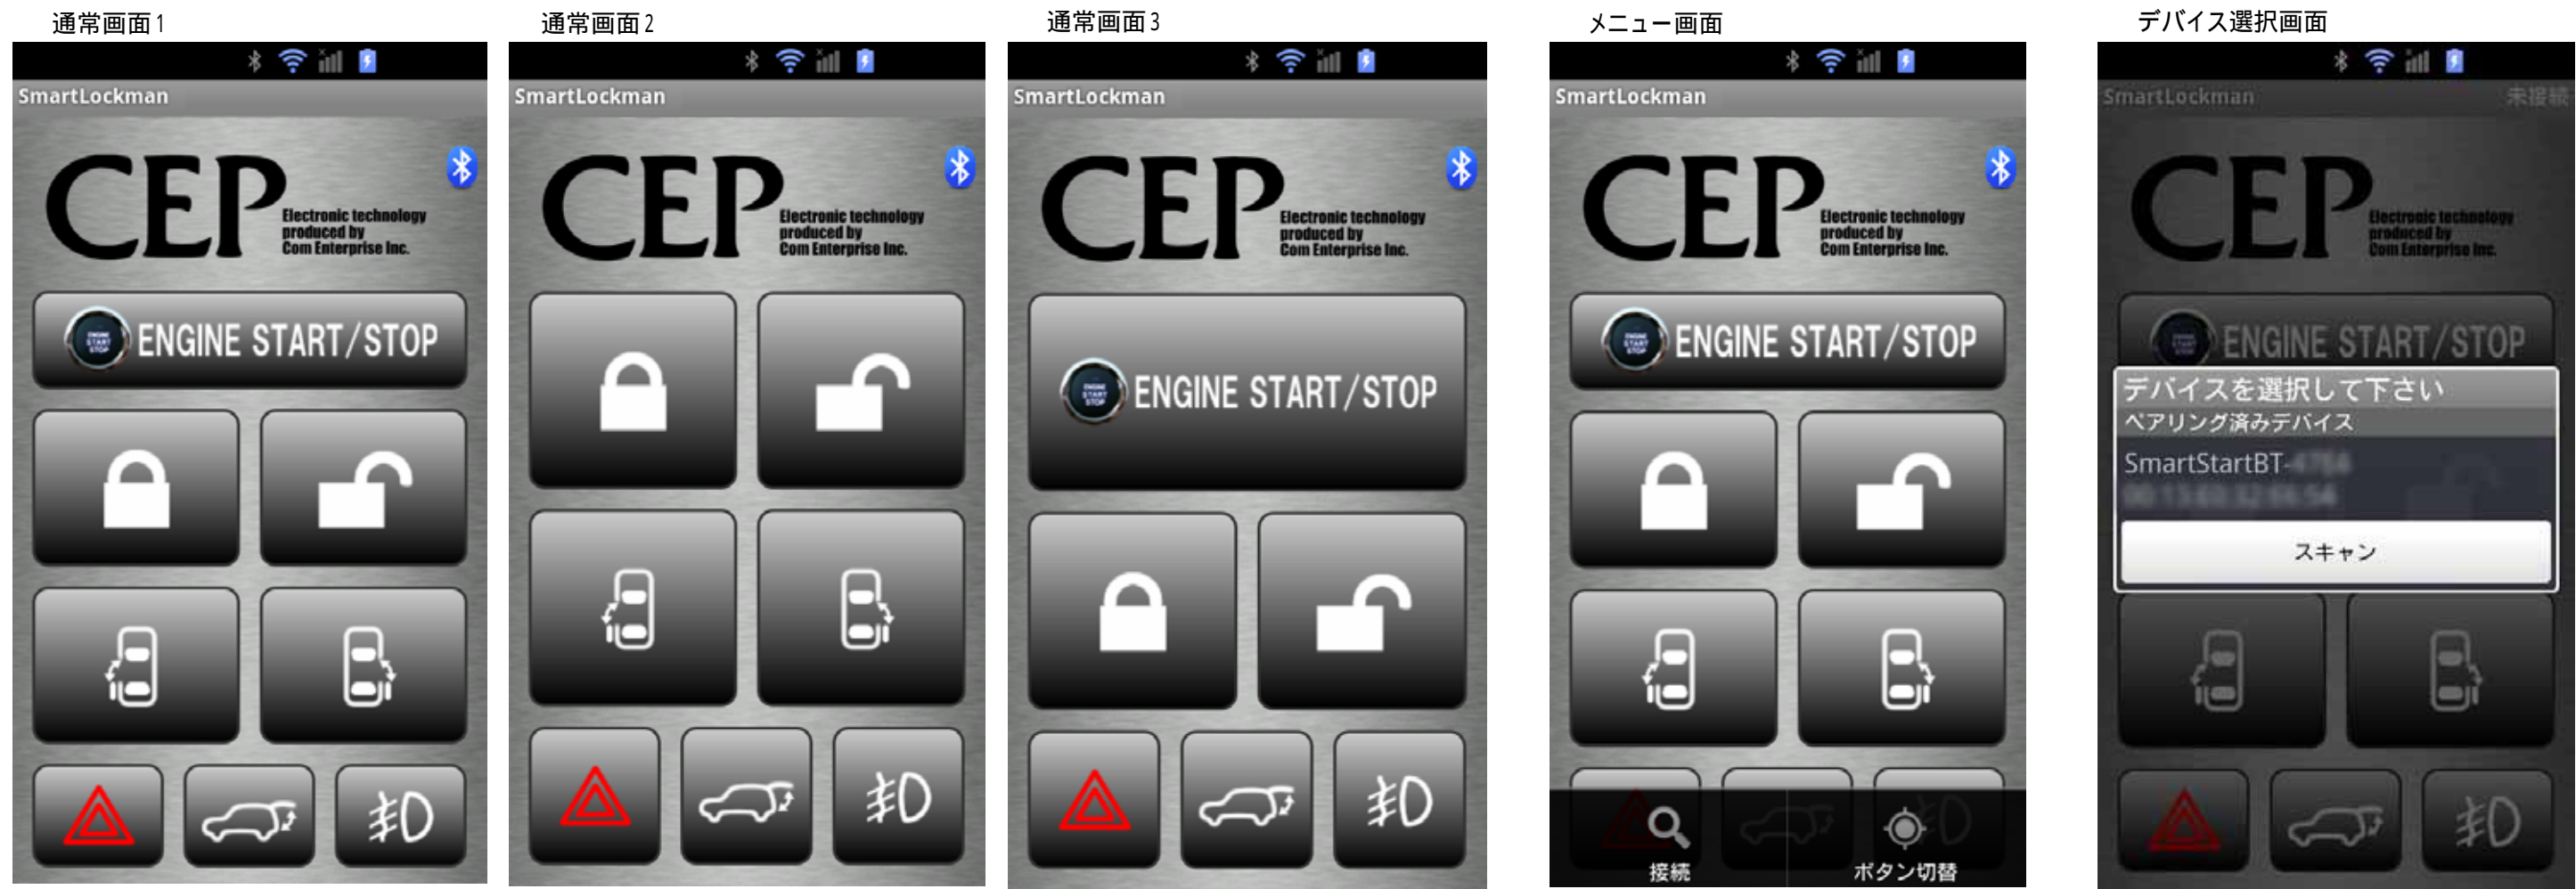 通常画面1
SmartLockman
CEP
Electronic technology
produced by
Com Enterprise Inc.
ENGINE START/STOP
通常画面2
SmartLockman
CEP
Electronic technology
produced by
Com Enterprise Inc.
通常画面3
SmartLockman
CEP
Electronic technology
produced by
Com Enterprise Inc.
ENGINE START/STOP
メニュー画面
SmartLockman
CEP
Electronic technology
produced by
Com Enterprise Inc.
ENGINE START/STOP
接続
ボタン切替
デバイス選択画面
SmartLockman 未接続
CEP
Electronic technology
produced by
Com Enterprise Inc.
ENGINE START/STOP
デバイスを選択して下さい
ペアリング済みデバイス
SmartStartBT-
スキャン